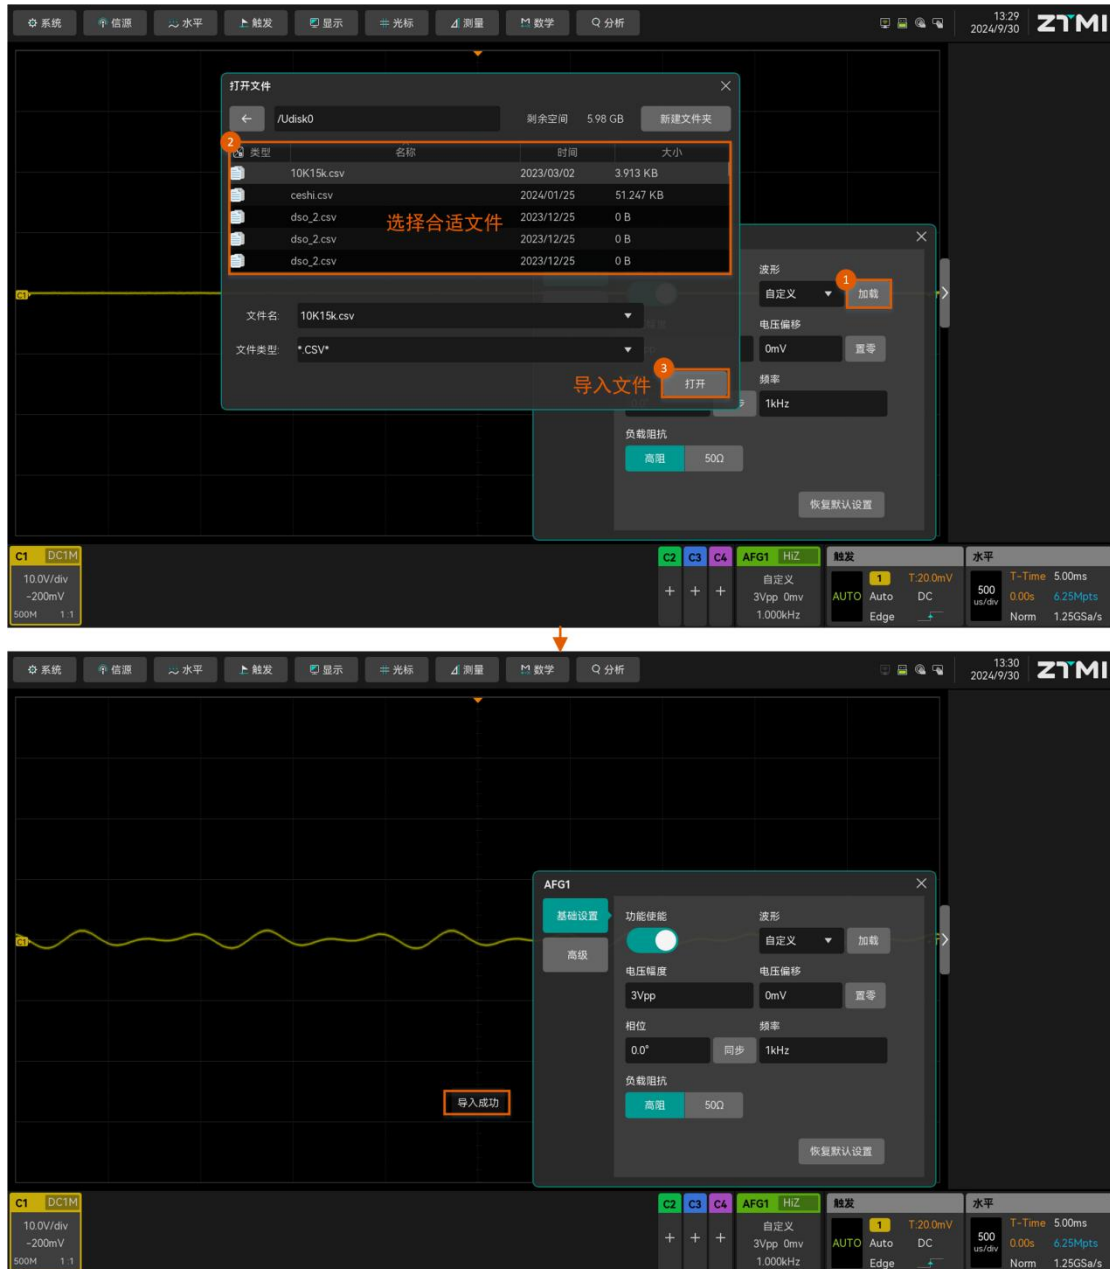 系统 信源 水平 触发 显示 光标 测量 数学 分析 13:29 2024/9/30 ZTMI
打开文件
/Udisk0 剩余空间 5.98 GB 新建文件夹
2
类型 名称 时间 大小
10K15k.csv 2023/03/02 3.913 KB
ceshi.csv 2024/01/25 51.247 KB
dso_2.csv 2023/12/25 0 B
dso_2.csv 2023/12/25 0 B
dso_2.csv 2023/12/25 0 B
选择合适文件
文件名: 10K15k.csv
文件类型: *.CSV*
导入文件 3 打开
波形
1
自定义 加载
电压偏移
0mV 置零
频率
1kHz
负载阻抗
高阻 50Ω
恢复默认设置
C1
C1 DC1M
10.0V/div
-200mV
500M 1:1
C2 C3 C4
+ + +
AFG1 HiZ
自定义
3Vpp 0mv
1.000kHz
触发
1 T:20.0mV
AUTO Auto DC
Edge
水平
500 us/div
T-Time 5.00ms
0.00s 6.25Mpts
Norm 1.25GSa/s
系统 信源 水平 触发 显示 光标 测量 数学 分析 13:30 2024/9/30 ZTMI
C1
AFG1
基础设置 功能使能 波形
高级 自定义 加载
电压幅度 电压偏移
3Vpp 0mV 置零
相位 频率
0.0° 同步 1kHz
负载阻抗
高阻 50Ω
恢复默认设置
导入成功
C1 DC1M
10.0V/div
-200mV
500M 1:1
C2 C3 C4
+ + +
AFG1 HiZ
自定义
3Vpp 0mv
1.000kHz
触发
1 T:20.0mV
AUTO Auto DC
Edge
水平
500 us/div
T-Time 5.00ms
0.00s 6.25Mpts
Norm 1.25GSa/s